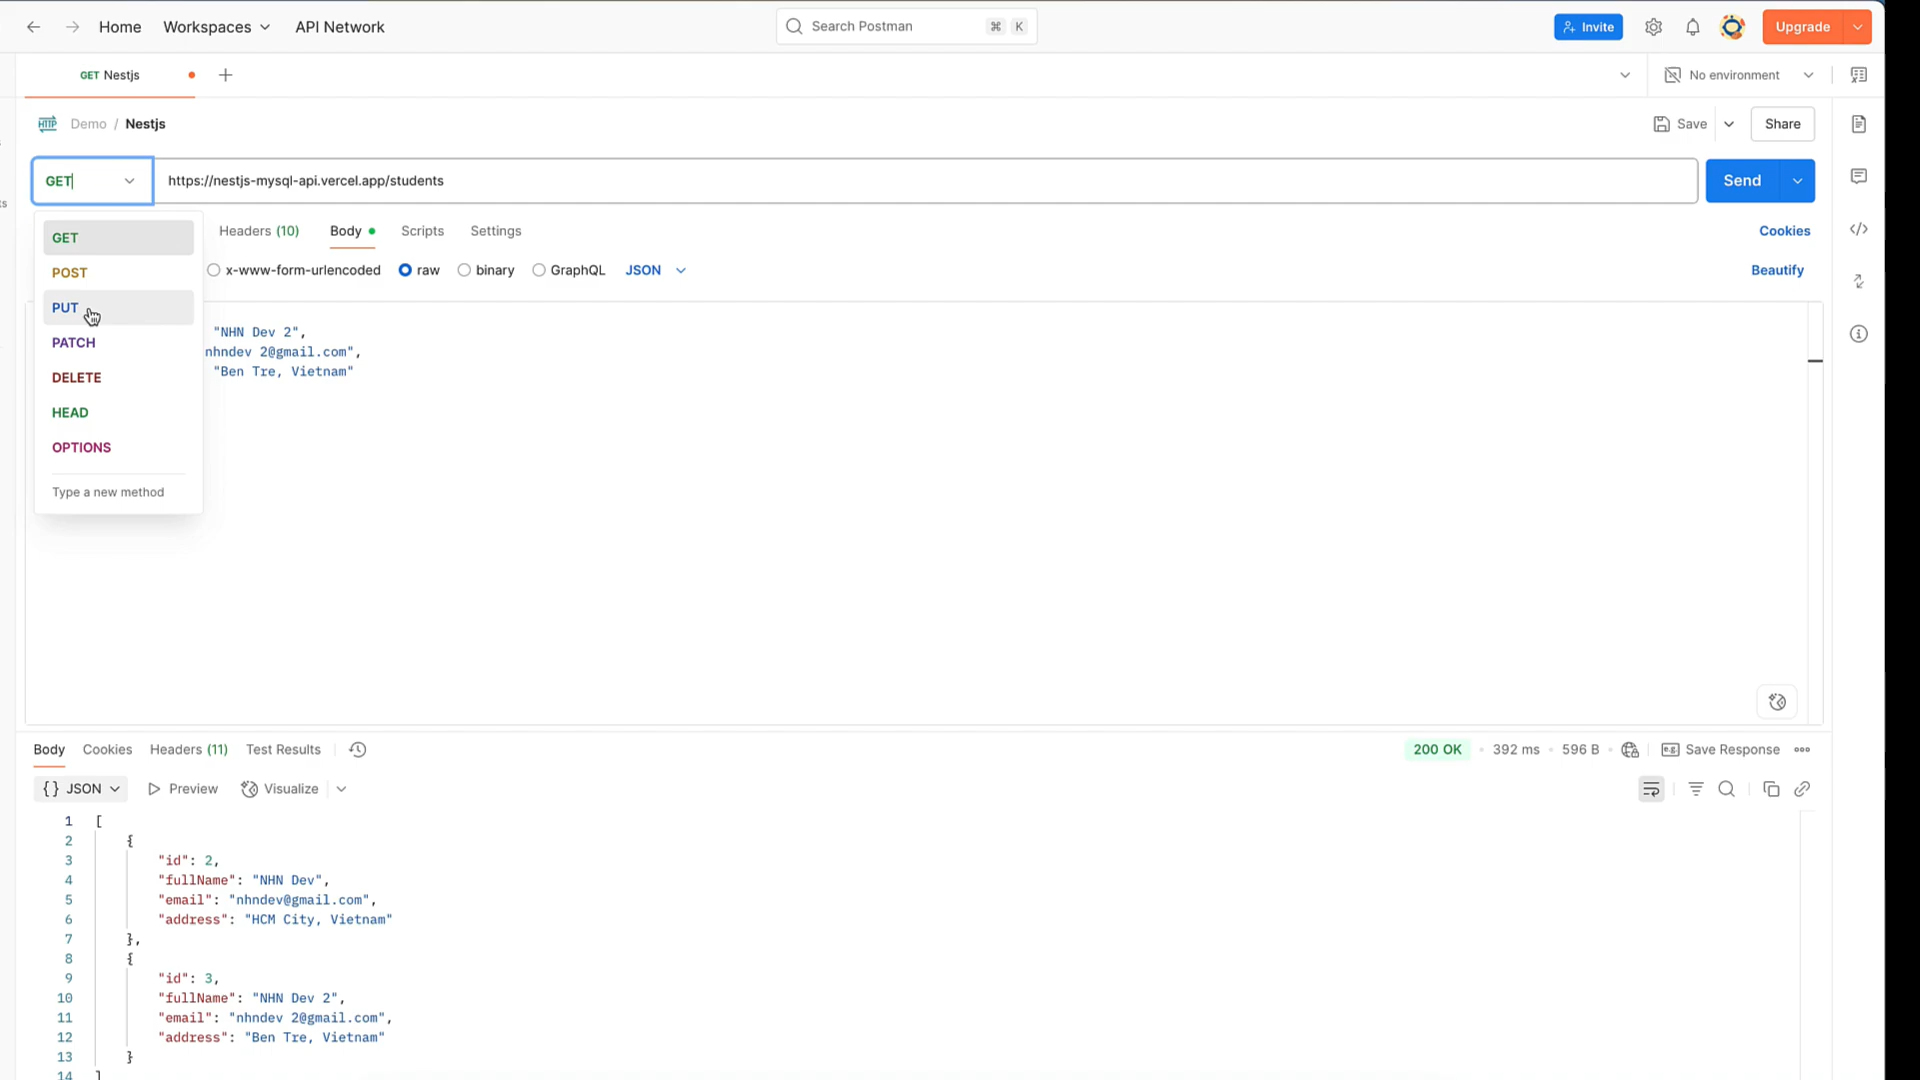 Home Workspaces API Network Search Postman ⌘ K Invite Upgrade
GET Nestjs No environment
HTTP Demo / Nestjs Save Share
GET https://nestjs-mysql-api.vercel.app/students Send
Headers (10) Body Scripts Settings Cookies
GET
x-www-form-urlencoded raw binary GraphQL JSON Beautify
POST
PUT
"NHN Dev 2",
PATCH
nhndev 2@gmail.com",
"Ben Tre, Vietnam"
DELETE
HEAD
OPTIONS
Type a new method
Body Cookies Headers (11) Test Results 200 OK 392 ms 596 B e.g. Save Response
{} JSON Preview Visualize
1 [
2 {
3 "id": 2,
4 "fullName": "NHN Dev",
5 "email": "nhndev@gmail.com",
6 "address": "HCM City, Vietnam"
7 },
8 {
9 "id": 3,
10 "fullName": "NHN Dev 2",
11 "email": "nhndev 2@gmail.com",
12 "address": "Ben Tre, Vietnam"
13 }
14 ]